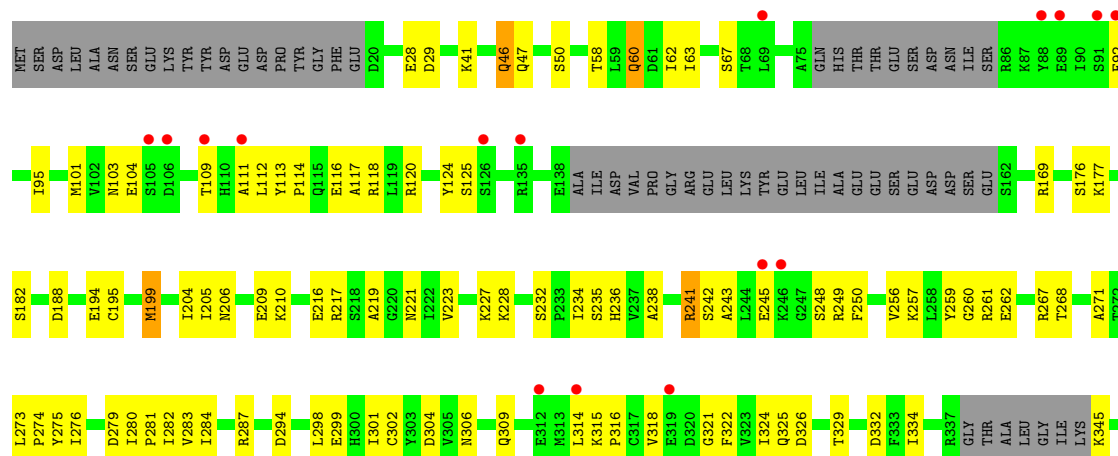 MET SER ASP LEU ALA ASN SER GLU LYS TYR TYR ASP GLU ASP PRO TYR GLY PHE GLU D20 E28 D29 K41 Q46 Q47 S50 T58 L59 Q60 D61 I62 I63 S67 T68 L69 A75 GLN HIS THR THR GLU SER ASP ASN ILE SER R86 K87 Y88 E89 I90 S91
I95 M101 V102 N103 E104 S105 D106 T109 H110 A111 L112 Y113 P114 Q115 E116 A117 R118 L119 R120 Y124 S125 S126 R135 E138 ALA ILE ASP VAL PRO GLY ARG GLU LEU LYS TYR GLU LEU ILE ALA GLU GLU SER GLU ASP ASP SER GLU S162 R169 S176 K177
S182 D188 E194 C195 M199 I204 I205 N206 E209 K210 E216 R217 S218 A219 G220 N221 I222 V223 K227 K228 S232 P233 I234 S235 H236 V237 A238 R241 S242 A243 L244 E245 K246 G247 S248 R249 F250 V256 K257 L258 Y259 G260 R261 E262 R267 T268 A271
L273 P274 Y275 I276 D279 I280 P281 I282 V283 I284 R287 D294 L298 E299 H300 I301 C302 Y303 D304 V305 N306 Q309 E312 M313 L314 K315 P316 C317 V318 E319 D320 G321 F322 V323 I324 Q325 D326 T329 D332 F333 I334 R337 GLY THR ALA LEU GLY ILE LYS K345